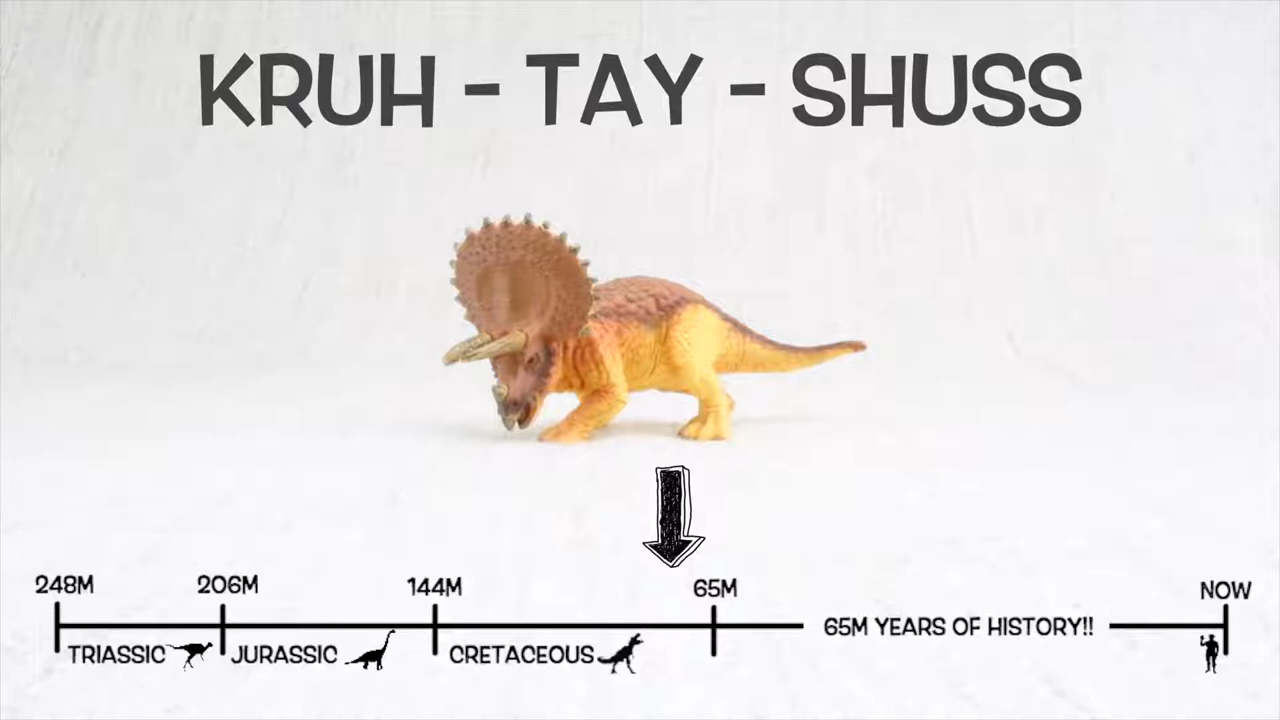 KRUH - TAY - SHUSS
248M 206M 144M 65M NOW
65M YEARS OF HISTORY!!
TRIASSIC JURASSIC CRETACEOUS